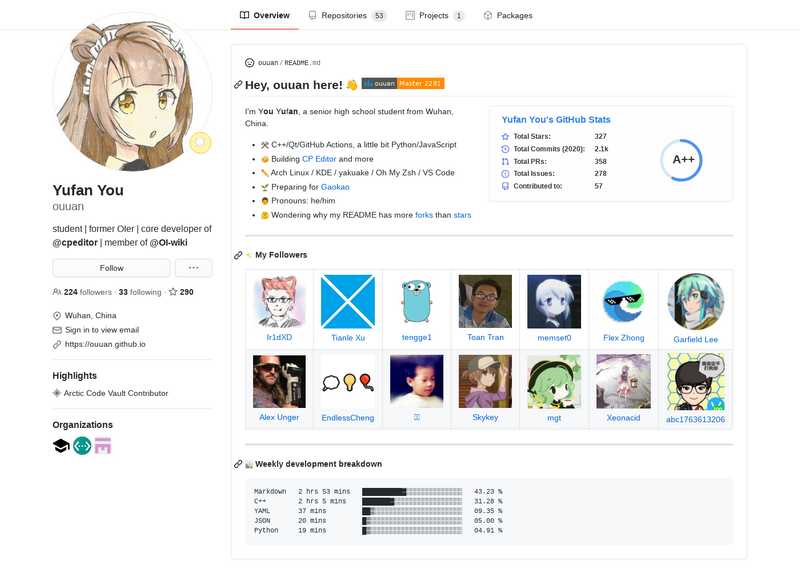 Overview
Repositories 53
Projects 1
Packages
Yufan You
ouuan
student | former OIer | core developer of
@cpeditor | member of @OI-wiki
Follow
224 followers · 33 following · 290
Wuhan, China
Sign in to view email
https://ouuan.github.io
Highlights
Arctic Code Vault Contributor
Organizations
ouuan / README.md
Hey, ouuan here! 👋 ouuan Master 2281
I'm You Yufan, a senior high school student from Wuhan,
China.
C++/Qt/GitHub Actions, a little bit Python/JavaScript
Building CP Editor and more
Arch Linux / KDE / yakuake / Oh My Zsh / VS Code
Preparing for Gaokao
Pronouns: he/him
Wondering why my README has more forks than stars
Yufan You's GitHub Stats
Total Stars: 327
Total Commits (2020): 2.1k
Total PRs: 358
Total Issues: 278
Contributed to: 57
A++
My Followers
Ir1dXD
Tianle Xu
tengge1
Toan Tran
memset0
Flex Zhong
Garfield Lee
Alex Unger
EndlessCheng
Skykey
mgt
Xeonacid
abc1763613206
Weekly development breakdown
Markdown 2 hrs 53 mins 43.23 %
C++ 2 hrs 5 mins 31.28 %
YAML 37 mins 09.35 %
JSON 20 mins 05.00 %
Python 19 mins 04.91 %